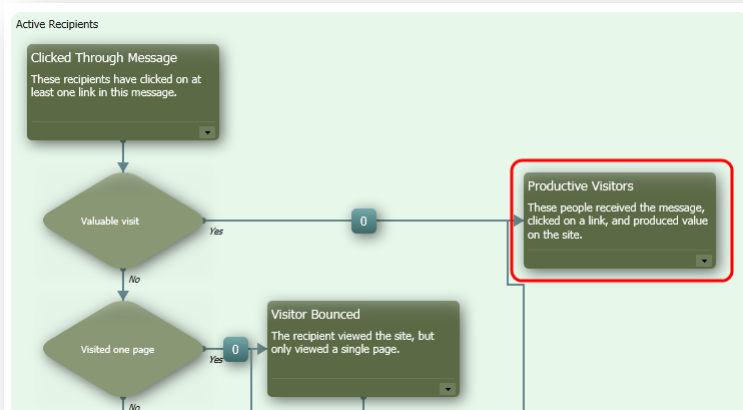 Active Recipients
Clicked Through Message
These recipients have clicked on at
least one link in this message.
Valuable visit
Yes
0
Productive Visitors
These people received the message,
clicked on a link, and produced value
on the site.
No
Visited one page
Yes
0
Visitor Bounced
The recipient viewed the site, but
only viewed a single page.
No